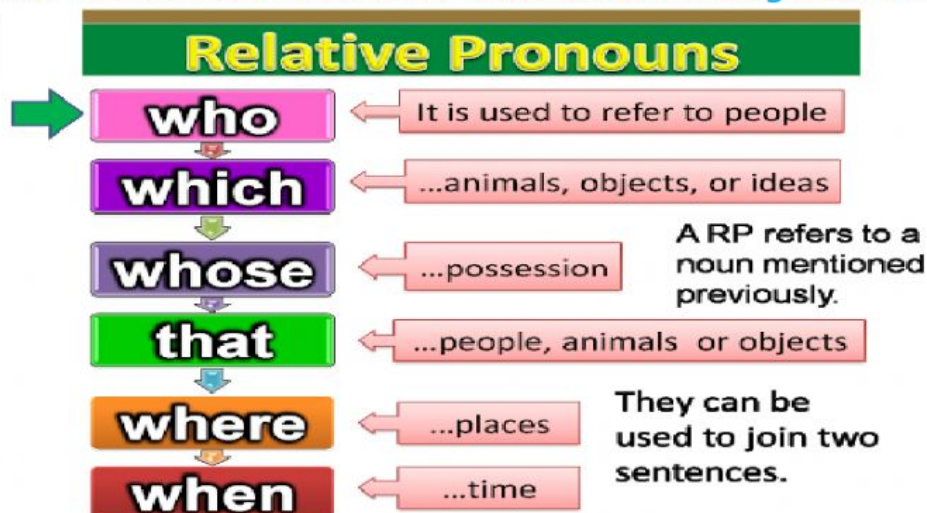 Relative Pronouns
who
It is used to refer to people
which
...animals, objects, or ideas
whose
...possession
A RP refers to a
noun mentioned
previously.
that
...people, animals or objects
where
...places
They can be
used to join two
sentences.
when
...time